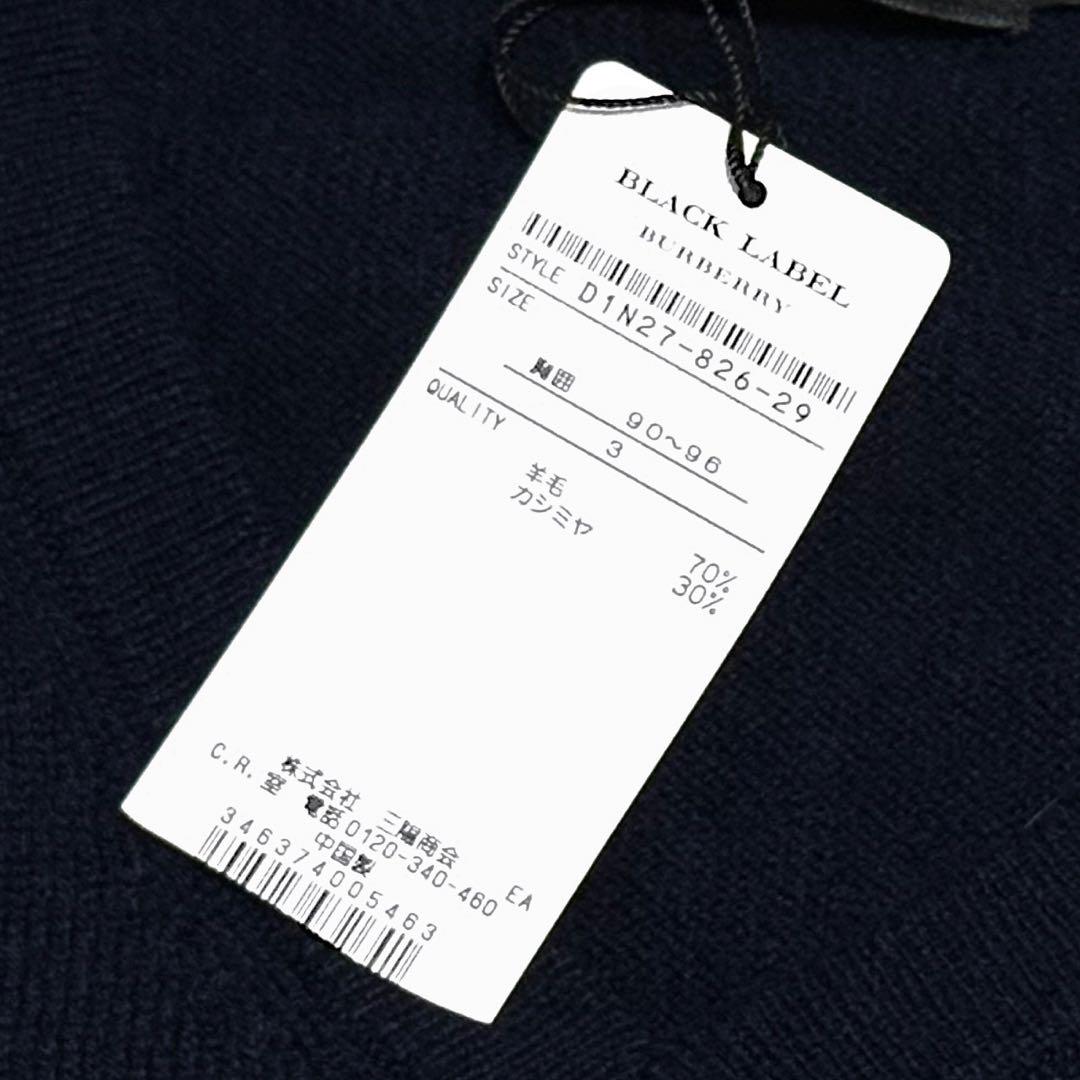 BLACK LABEL
BURBERRY
STYLE D1N27-826-29
SIZE
胸囲 90~96
3
QUALITY
羊毛 70%
カシミヤ 30%
株式会社 三陽商会
C.R.室 電話0120-340-460
中国製 EA
346374005463